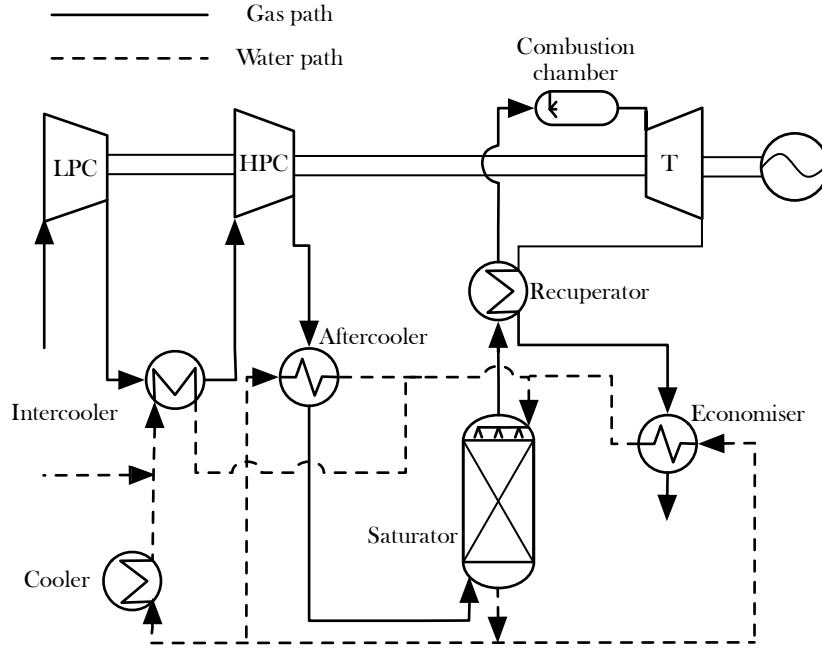 Gas path
Water path
Combustion
chamber
LPC
HPC
T
Recuperator
Aftercooler
Intercooler
Economiser
Saturator
Cooler